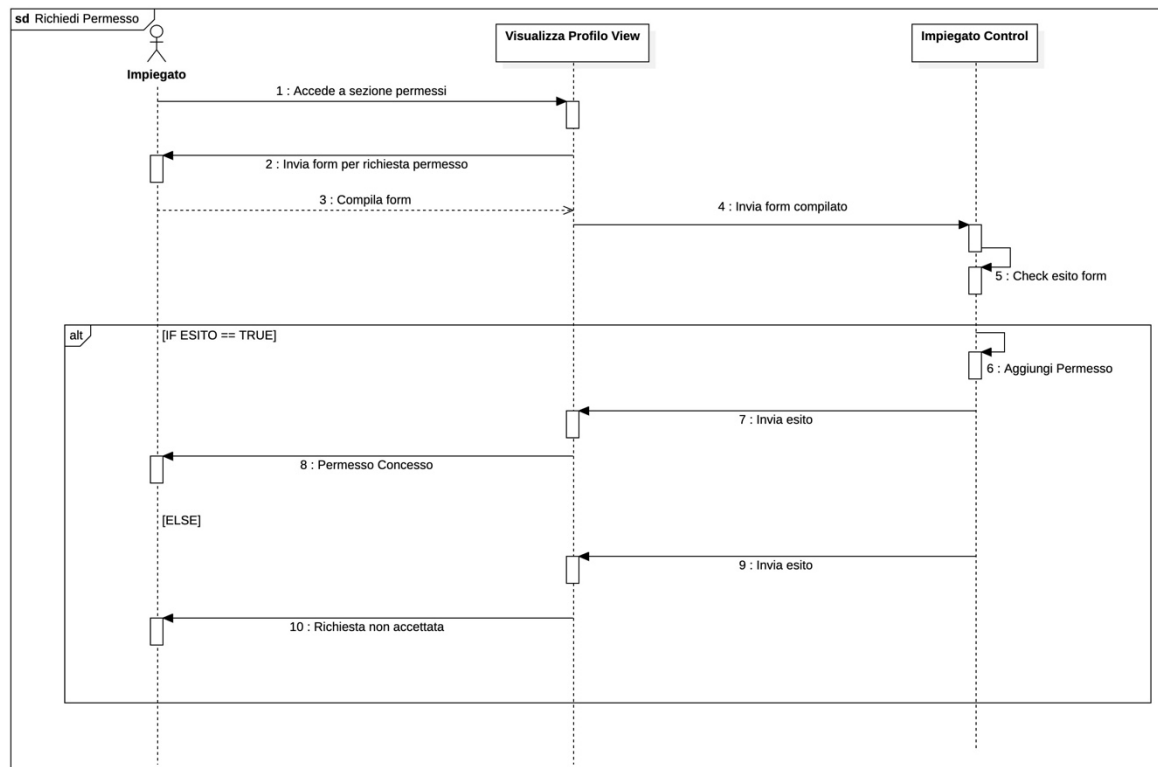 sd Richiedi Permesso
Visualizza Profilo View
Impiegato Control
Impiegato
1 : Accede a sezione permessi
2 : Invia form per richiesta permesso
3 : Compila form
4 : Invia form compilato
5 : Check esito form
alt
[IF ESITO == TRUE]
6 : Aggiungi Permesso
7 : Invia esito
8 : Permesso Concesso
[ELSE]
9 : Invia esito
10 : Richiesta non accettata